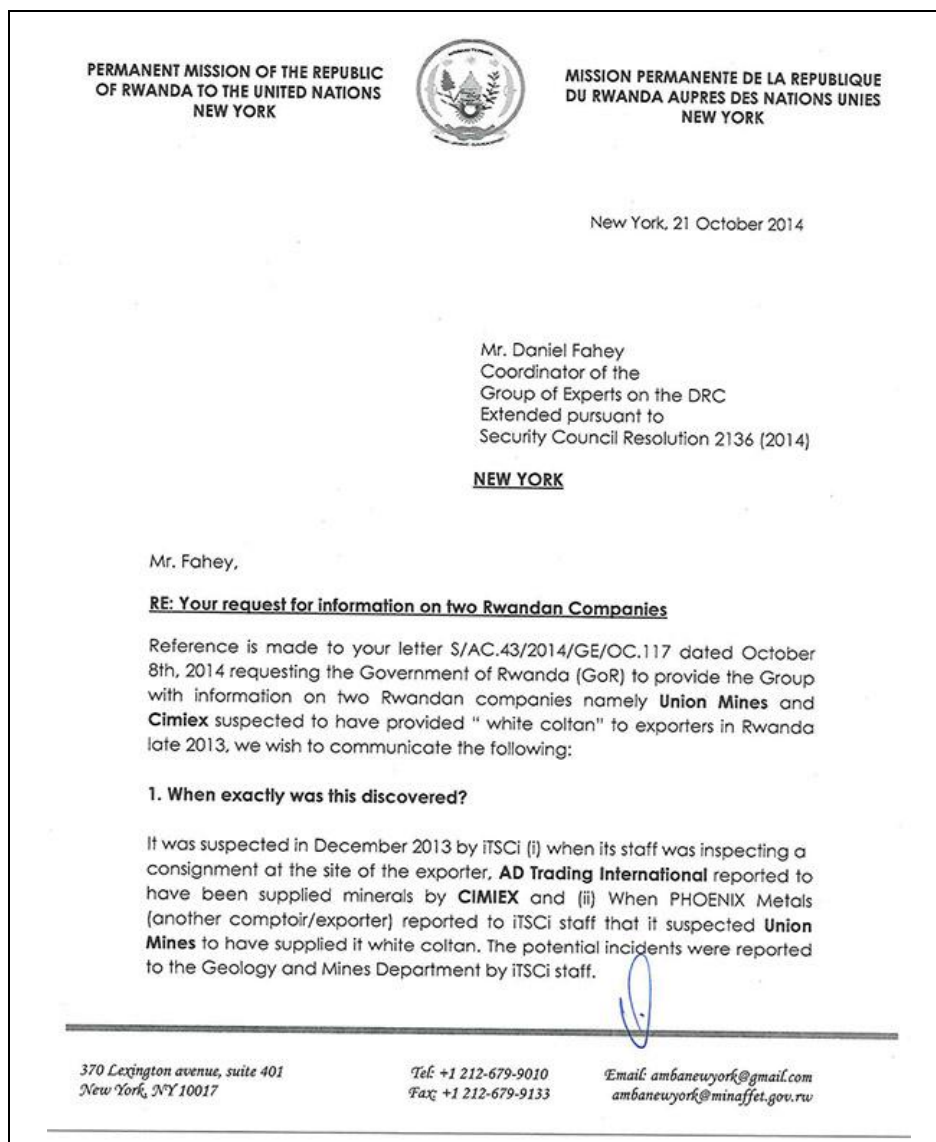 PERMANENT MISSION OF THE REPUBLIC
OF RWANDA TO THE UNITED NATIONS
NEW YORK
MISSION PERMANENTE DE LA REPUBLIQUE
DU RWANDA AUPRES DES NATIONS UNIES
NEW YORK
New York, 21 October 2014
Mr. Daniel Fahey
Coordinator of the
Group of Experts on the DRC
Extended pursuant to
Security Council Resolution 2136 (2014)
NEW YORK
Mr. Fahey,
RE: Your request for information on two Rwandan Companies
Reference is made to your letter S/AC.43/2014/GE/OC.117 dated October
8th, 2014 requesting the Government of Rwanda (GoR) to provide the Group
with information on two Rwandan companies namely Union Mines and
Cimiex suspected to have provided " white coltan" to exporters in Rwanda
late 2013, we wish to communicate the following:
1. When exactly was this discovered?
It was suspected in December 2013 by iTSCi (i) when its staff was inspecting a
consignment at the site of the exporter, AD Trading International reported to
have been supplied minerals by CIMIEX and (ii) When PHOENIX Metals
(another comptoir/exporter) reported to iTSCi staff that it suspected Union
Mines to have supplied it white coltan. The potential incidents were reported
to the Geology and Mines Department by iTSCi staff.
370 Lexington avenue, suite 401
New York, NY 10017
Tel: +1 212-679-9010
Fax: +1 212-679-9133
Email: ambanewyork@gmail.com
ambanewyork@minaffet.gov.rw